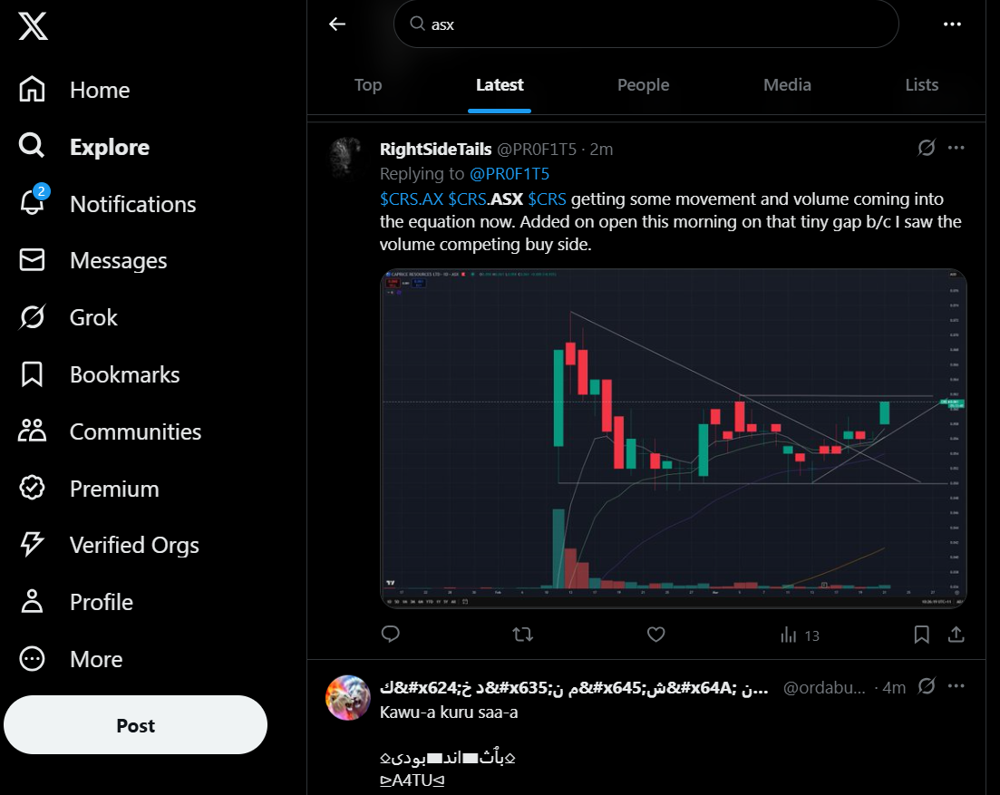 asx
Home
Explore
2
Notifications
Messages
Grok
Bookmarks
Communities
Premium
Verified Orgs
Profile
More
Post
Top Latest People Media Lists
RightSideTails @PR0F1T5 · 2m
Replying to @PR0F1T5
$CRS.AX $CRS.ASX $CRS getting some movement and volume coming into
the equation now. Added on open this morning on that tiny gap b/c I saw the
volume competing buy side.
CAPRICE RESOURCES LTD · 1D · ASX
13
ك&#x624;د خ&#x635;م ن&#x645;ش&#x64A; ن... @ordabu... · 4m
Kawu-a kuru saa-a
⊵A4TU⊴